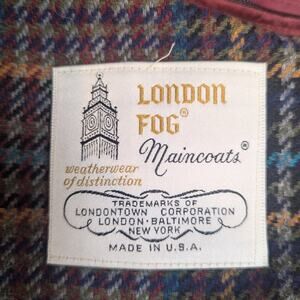 LONDON
FOG®
Maincoats®
weatherwear
of distinction
TRADEMARKS OF
LONDONTOWN CORPORATION
LONDON·BALTIMORE
NEW YORK
MADE IN U.S.A.